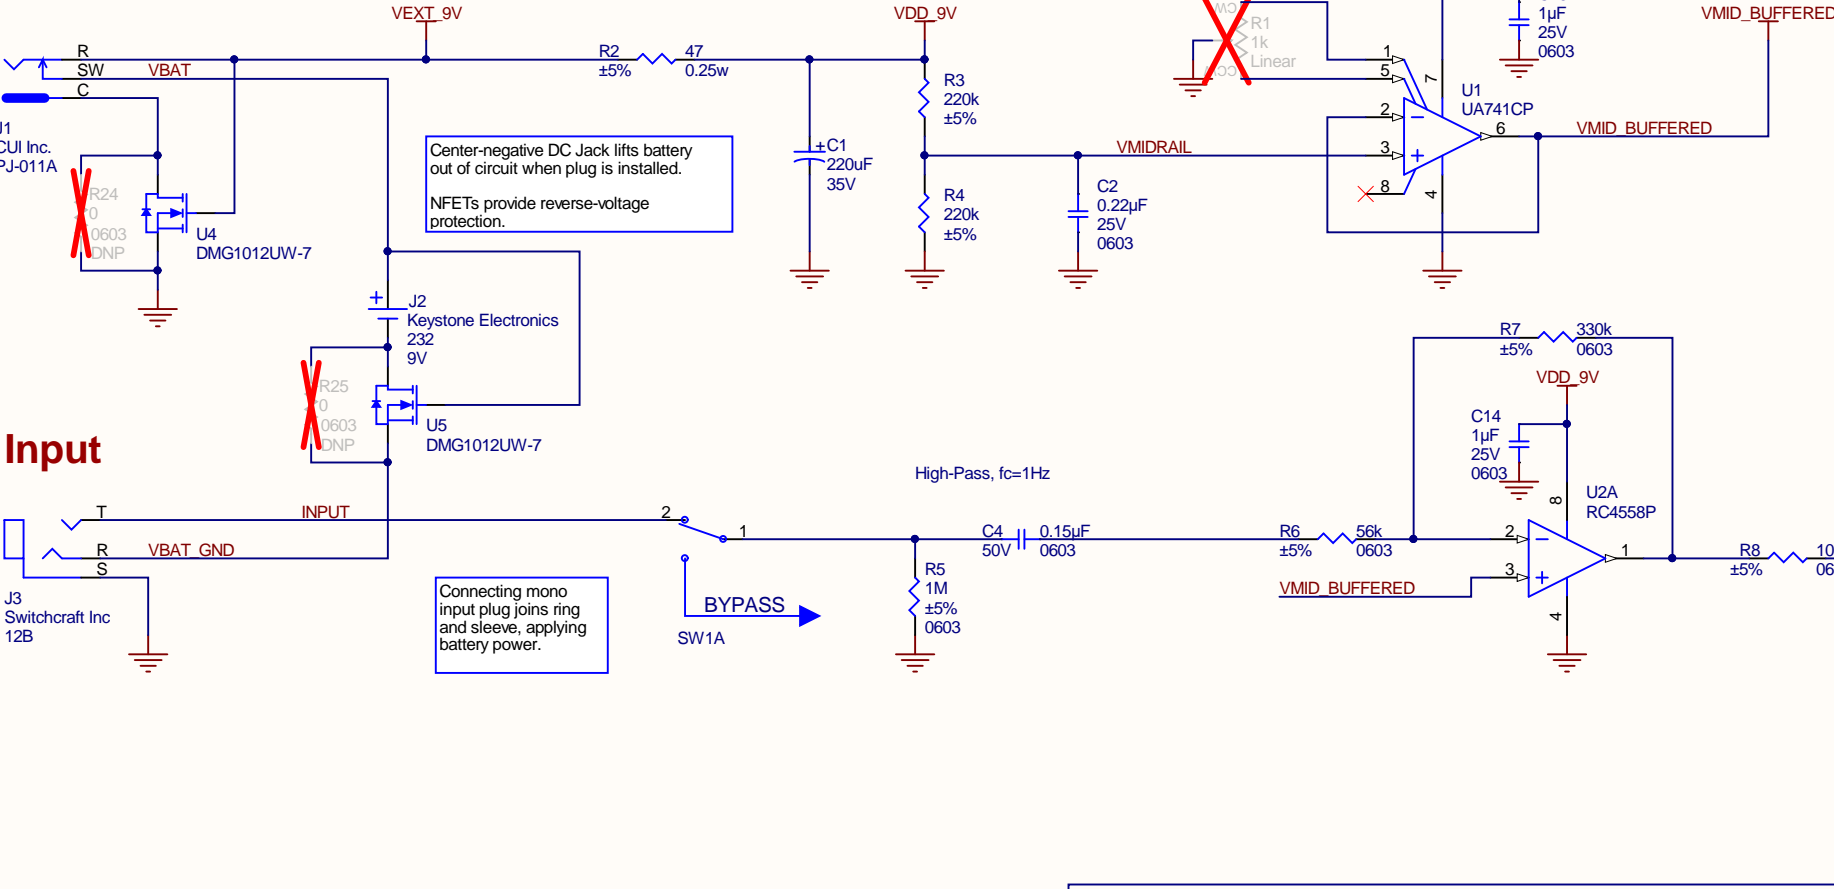 VEXT_9V
VDD_9V
VMID_BUFFERED
R
SW
VBAT
C
CUI Inc.
PJ-011A
R24
0
0603
DNP
U4
DMG1012UW-7
Center-negative DC Jack lifts battery
out of circuit when plug is installed.
NFETs provide reverse-voltage
protection.
R2
±5%
47
0.25w
+
C1
220uF
35V
R3
220k
±5%
R4
220k
±5%
VMIDRAIL
C2
0.22µF
25V
0603
CW
R1
1k
Linear
CCW
1µF
25V
0603
1
5
2
3
8
7
4
6
U1
UA741CP
VMID_BUFFERED
+
J2
Keystone Electronics
232
9V
R25
0
0603
DNP
U5
DMG1012UW-7
Input
T
INPUT
R
VBAT_GND
S
J3
Switchcraft Inc
12B
Connecting mono
input plug joins ring
and sleeve, applying
battery power.
2
1
BYPASS
SW1A
High-Pass, fc=1Hz
R5
1M
±5%
0603
C4
50V
0.15µF
0603
R6
±5%
56k
0603
R7
±5%
330k
0603
VDD_9V
C14
1µF
25V
0603
8
U2A
RC4558P
2
3
1
4
VMID_BUFFERED
R8
±5%